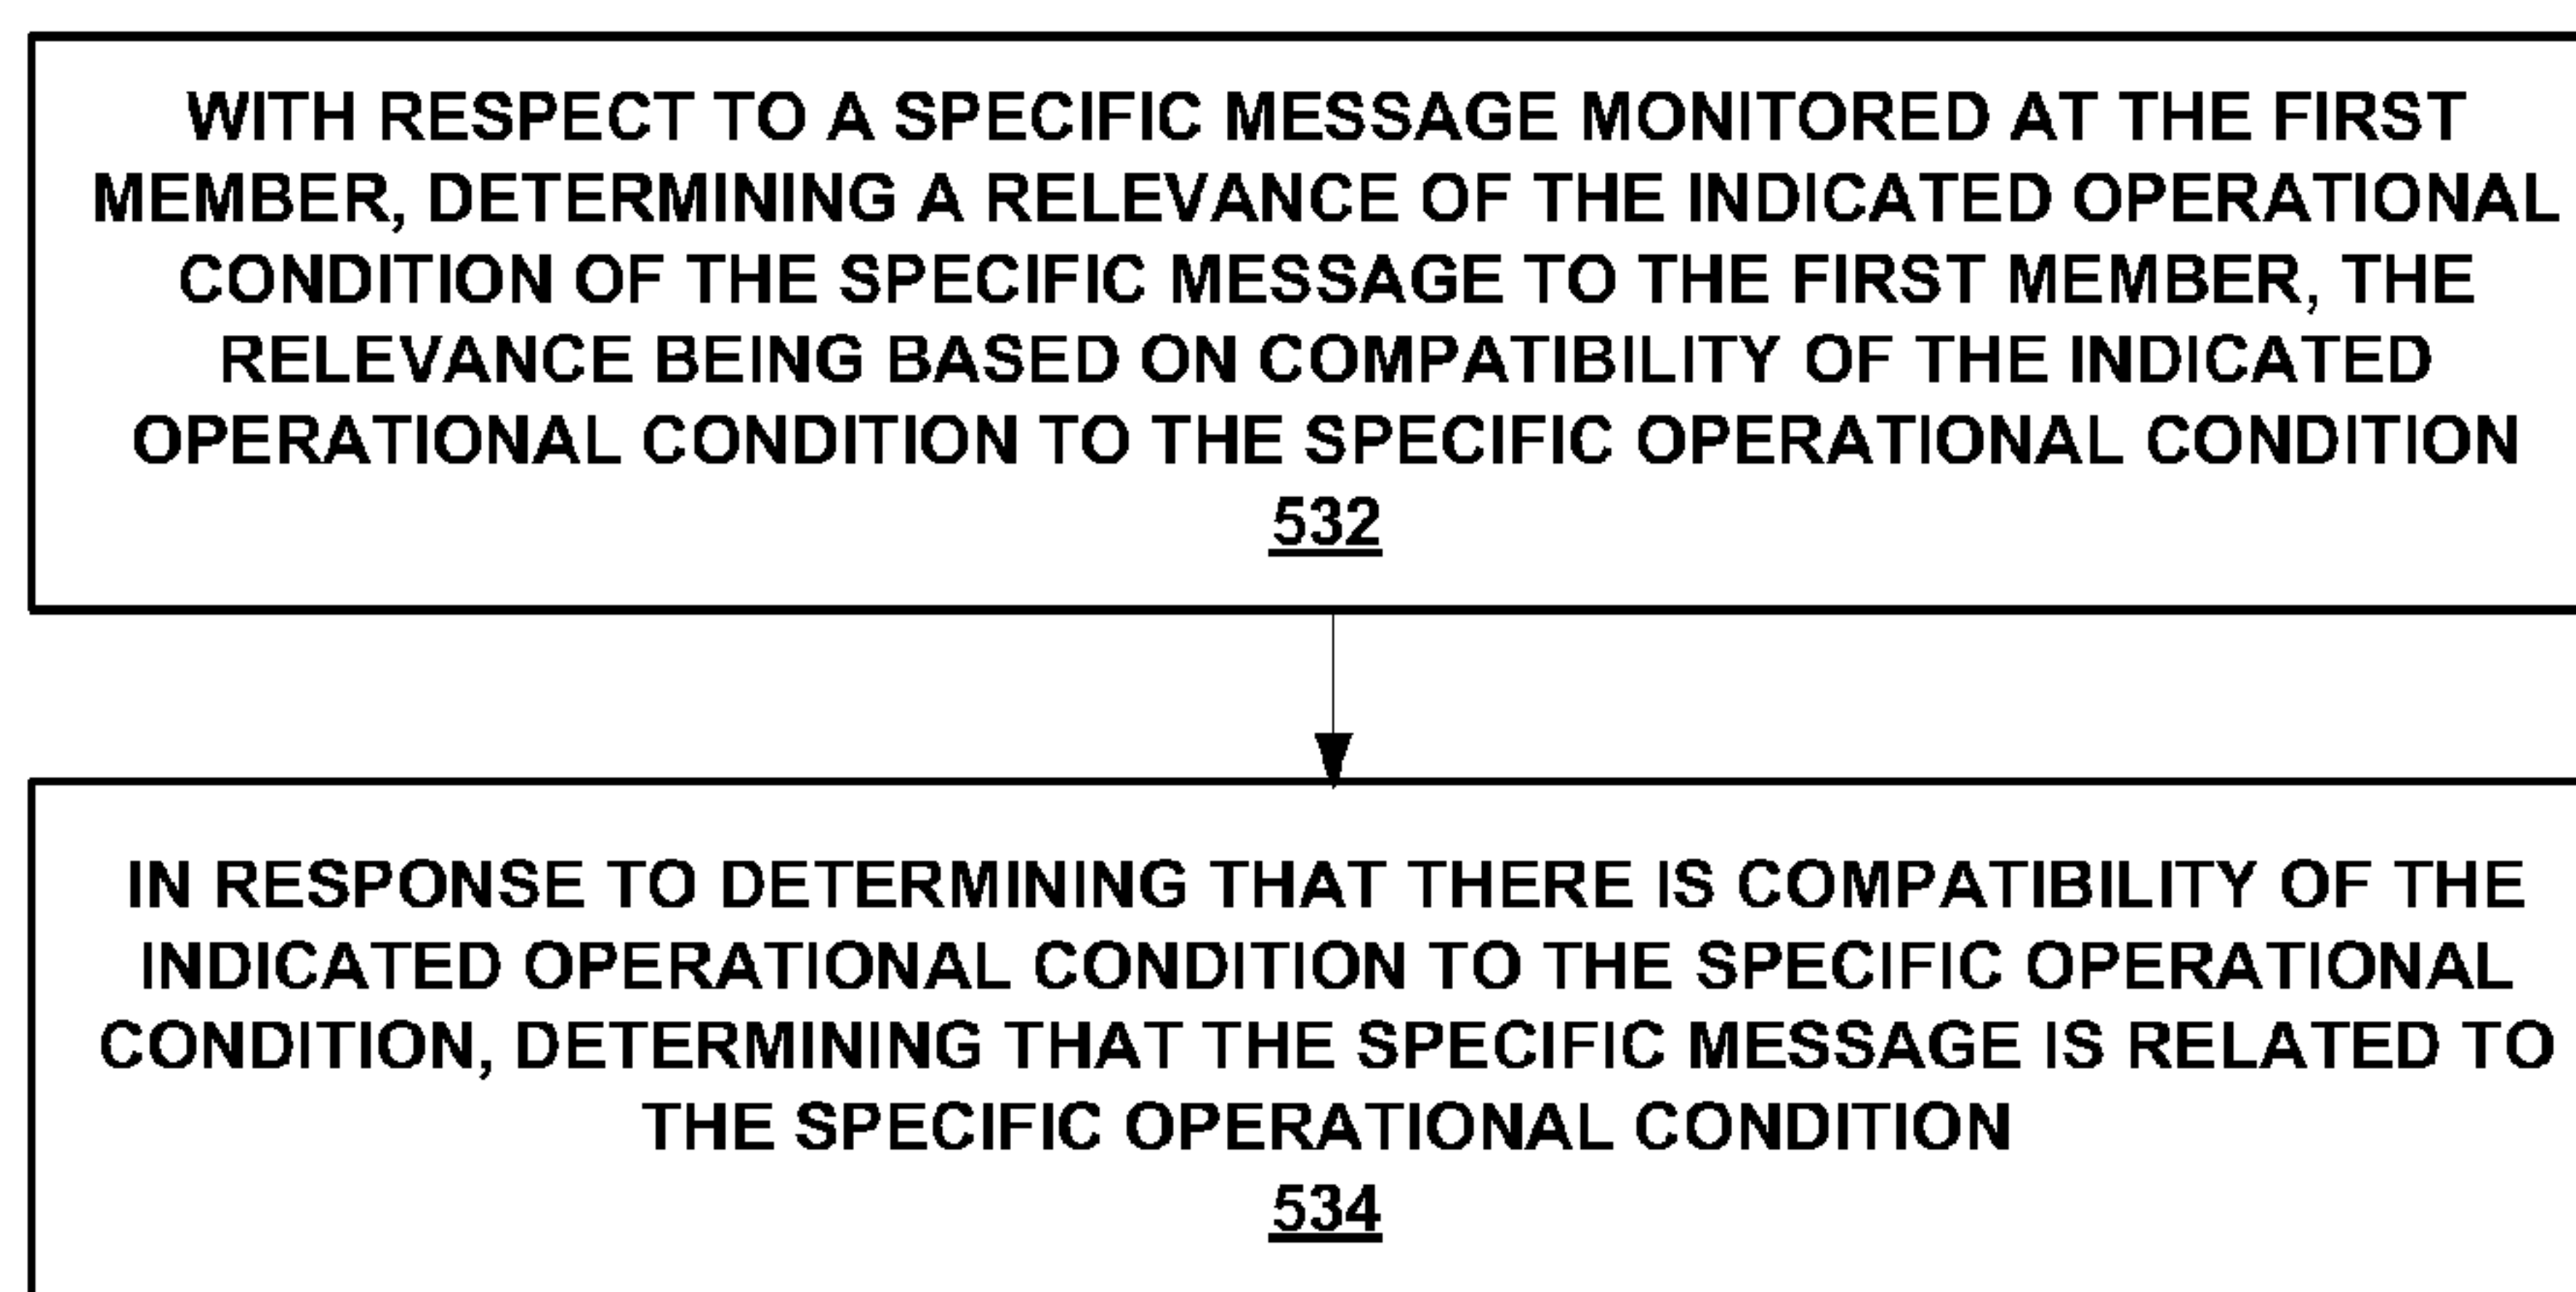 WITH RESPECT TO A SPECIFIC MESSAGE MONITORED AT THE FIRST
MEMBER, DETERMINING A RELEVANCE OF THE INDICATED OPERATIONAL
CONDITION OF THE SPECIFIC MESSAGE TO THE FIRST MEMBER, THE
RELEVANCE BEING BASED ON COMPATIBILITY OF THE INDICATED
OPERATIONAL CONDITION TO THE SPECIFIC OPERATIONAL CONDITION
532
IN RESPONSE TO DETERMINING THAT THERE IS COMPATIBILITY OF THE
INDICATED OPERATIONAL CONDITION TO THE SPECIFIC OPERATIONAL
CONDITION, DETERMINING THAT THE SPECIFIC MESSAGE IS RELATED TO
THE SPECIFIC OPERATIONAL CONDITION
534